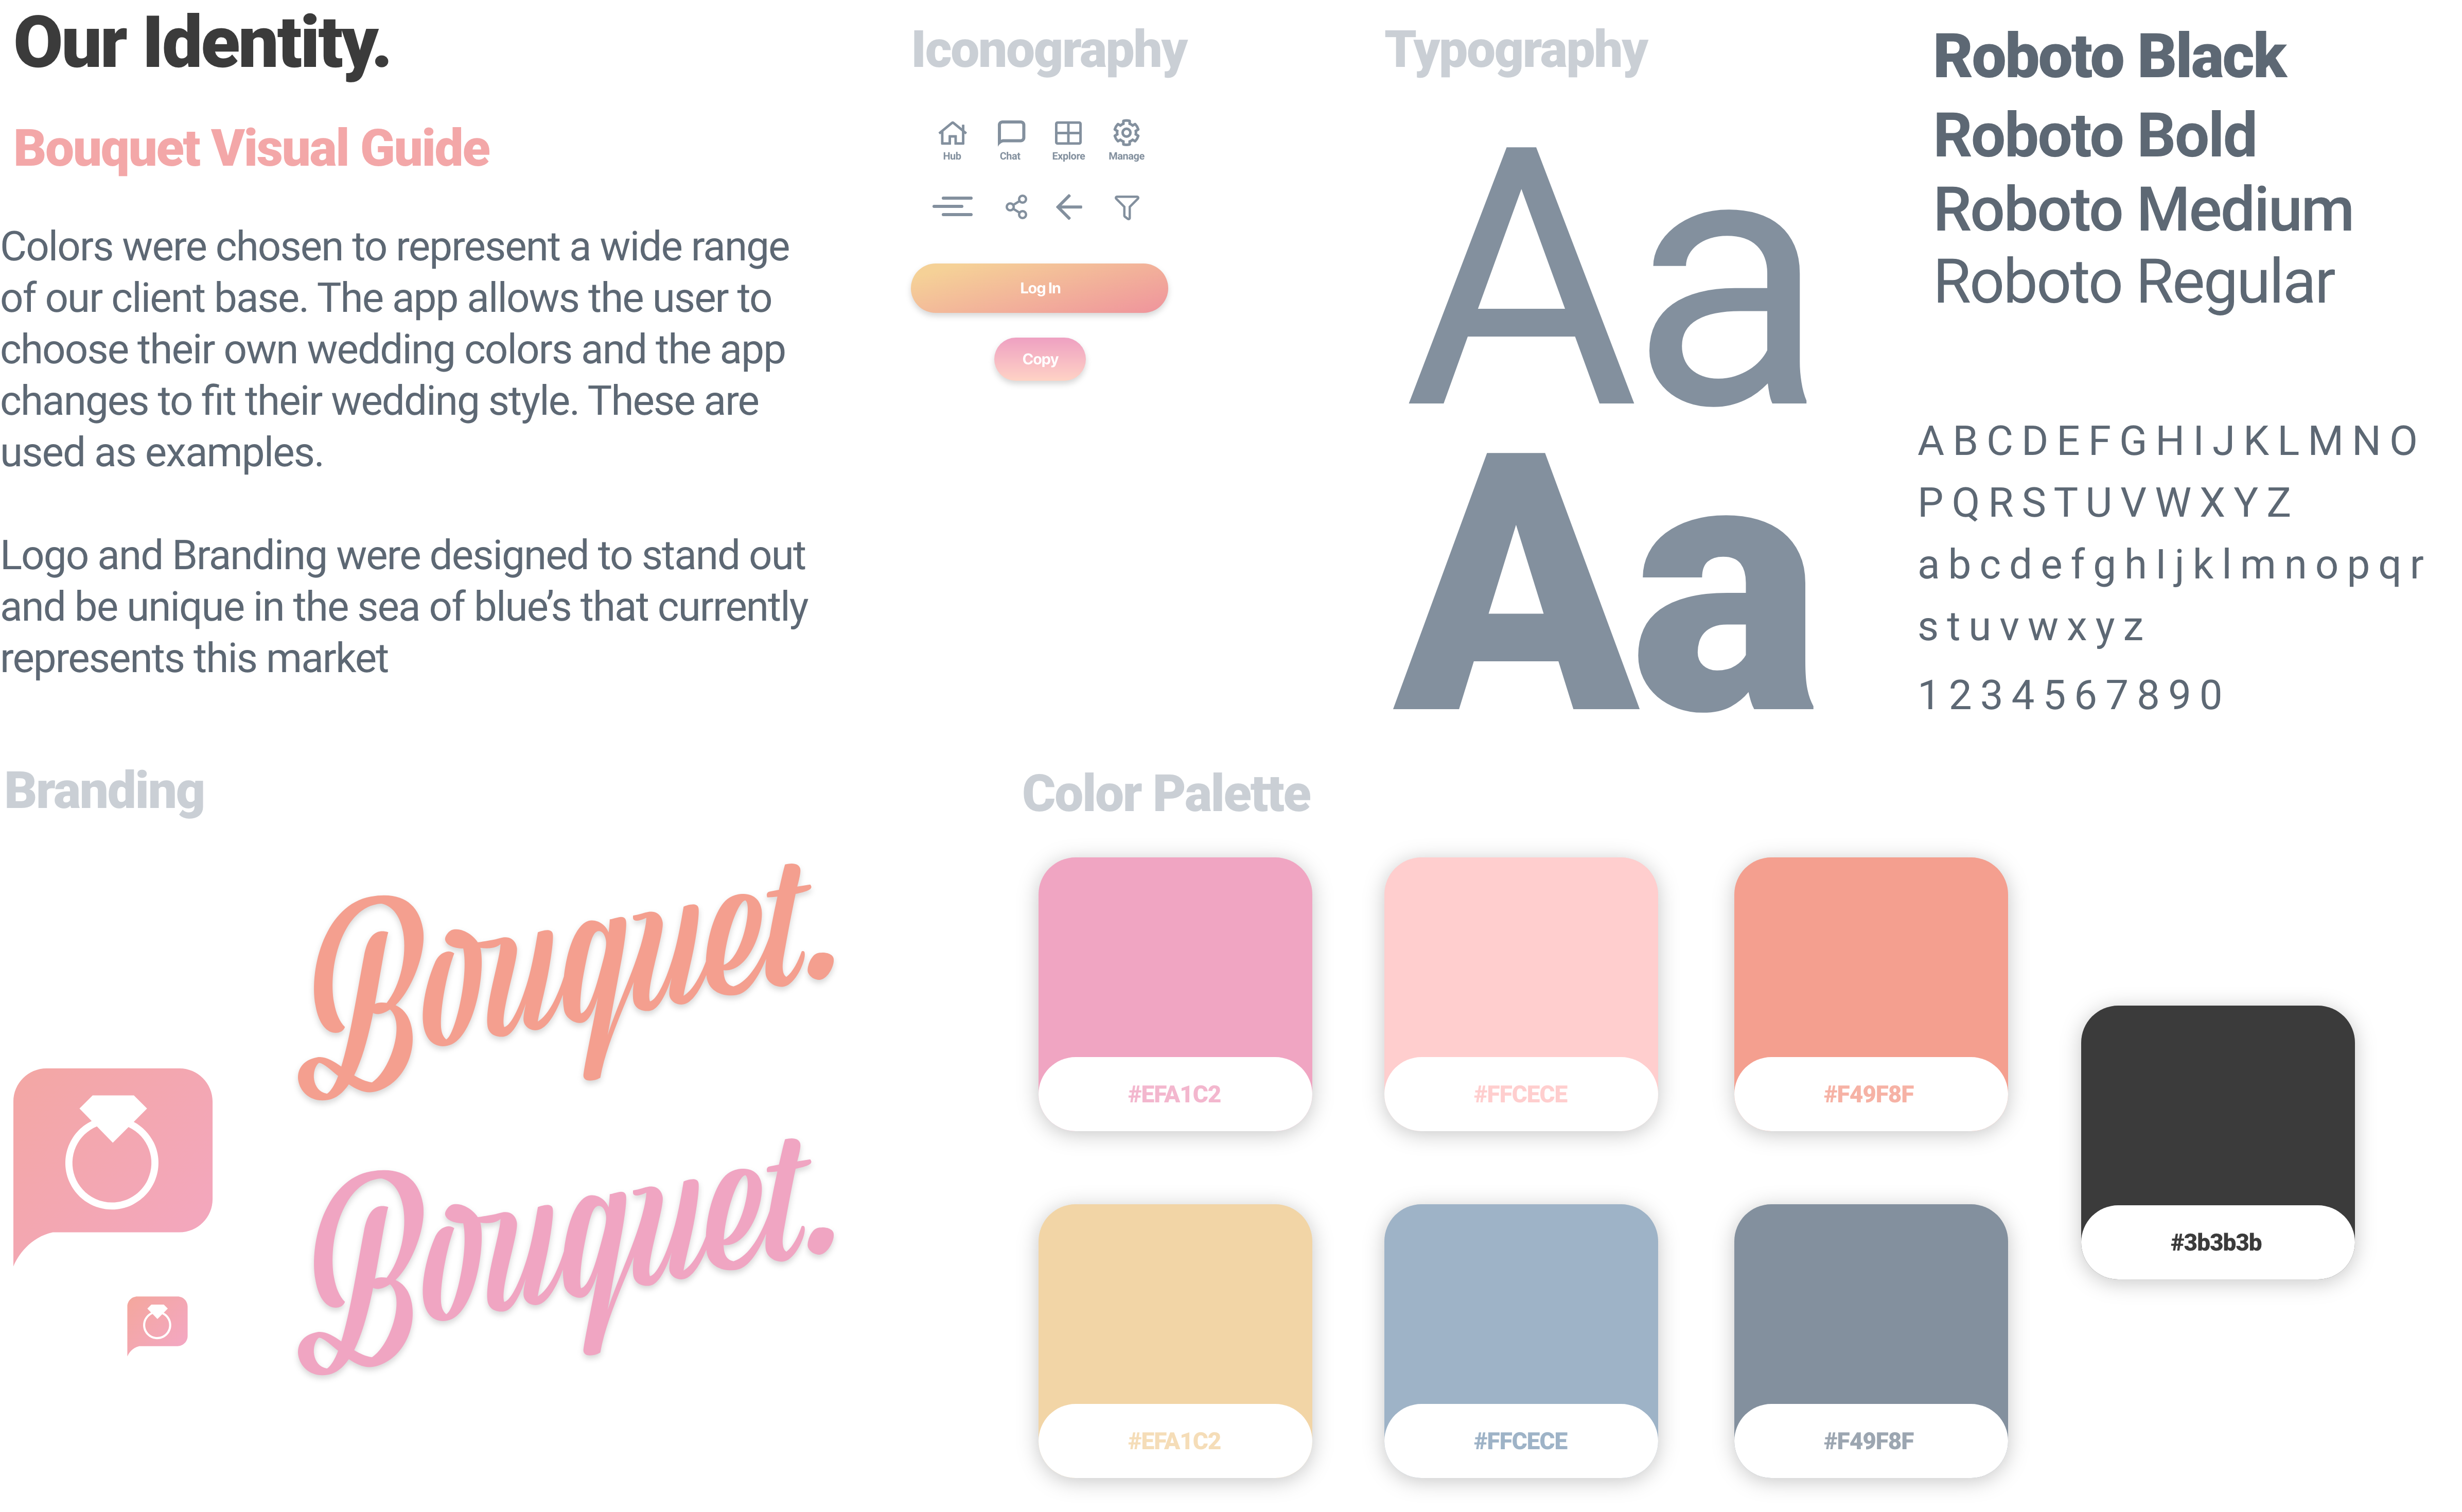 Our Identity.
Bouquet Visual Guide
Colors were chosen to represent a wide range
of our client base. The app allows the user to
choose their own wedding colors and the app
changes to fit their wedding style. These are
used as examples.
Logo and Branding were designed to stand out
and be unique in the sea of blue’s that currently
represents this market
Iconography
Hub
Chat
Explore
Manage
Log In
Copy
Typography
Aa
Aa
Roboto Black
Roboto Bold
Roboto Medium
Roboto Regular
A B C D E F G H I J K L M N O
P Q R S T U V W X Y Z
a b c d e f g h I j k l m n o p q r
s t u v w x y z
1 2 3 4 5 6 7 8 9 0
Branding
Bouquet.
Bouquet.
Color Palette
#EFA1C2
#FFCECE
#F49F8F
#3b3b3b
#EFA1C2
#FFCECE
#F49F8F